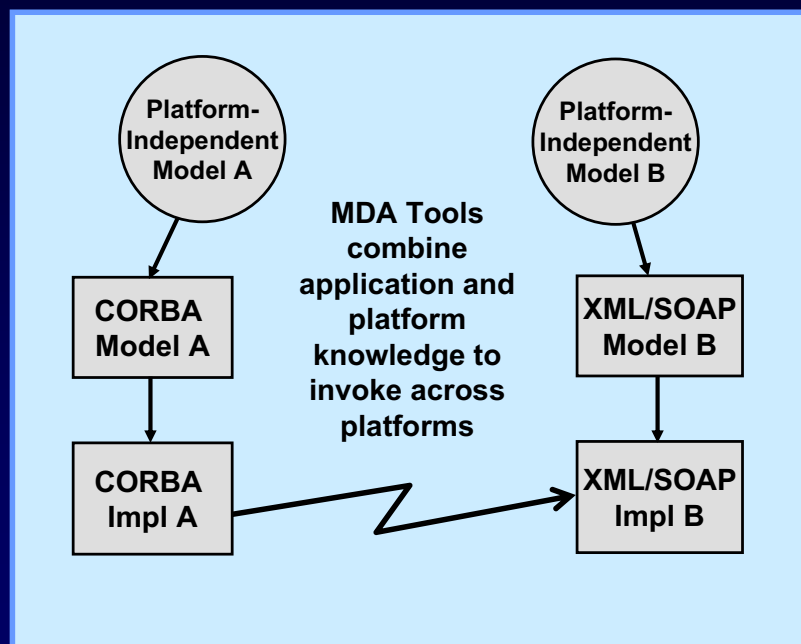 Platform-
Independent
Model A
Platform-
Independent
Model B
MDA Tools
combine
application and
platform
knowledge to
invoke across
platforms
CORBA
Model A
XML/SOAP
Model B
CORBA
Impl A
XML/SOAP
Impl B